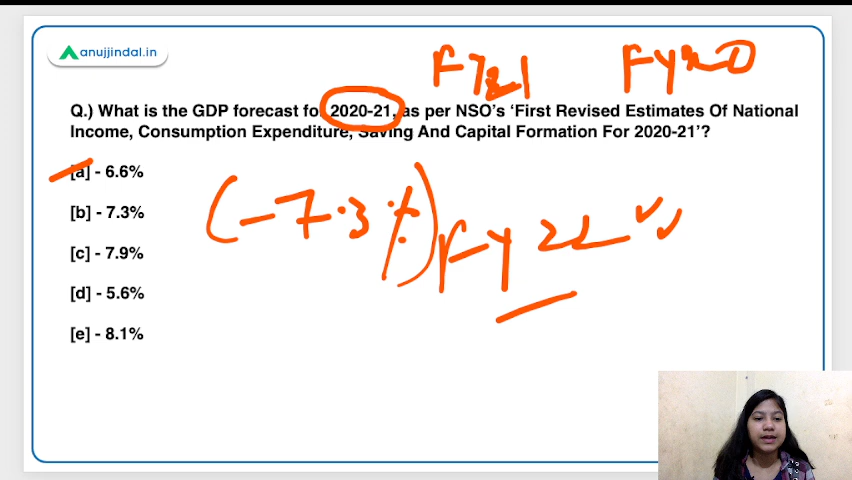 anujjindal.in
FY21 FY20
Q.) What is the GDP forecast for 2020-21, as per NSO's 'First Revised Estimates Of National
Income, Consumption Expenditure, Saving And Capital Formation For 2020-21'?
[a] - 6.6%
[b] - 7.3%
[c] - 7.9%
[d] - 5.6%
[e] - 8.1%
(-7.3%)
FY 22